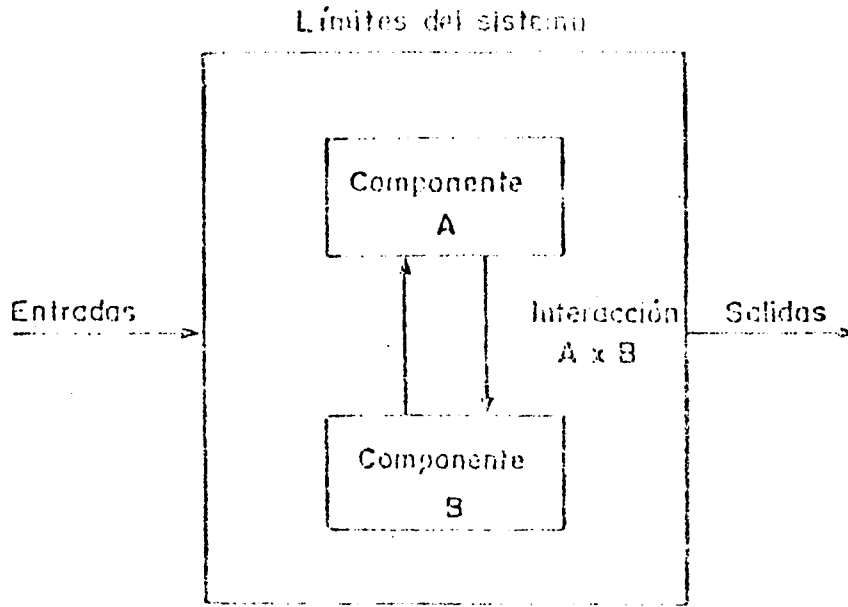 Límites del sistema
Componente
A
Entradas
Interacción
A x B
Salidas
Componente
B